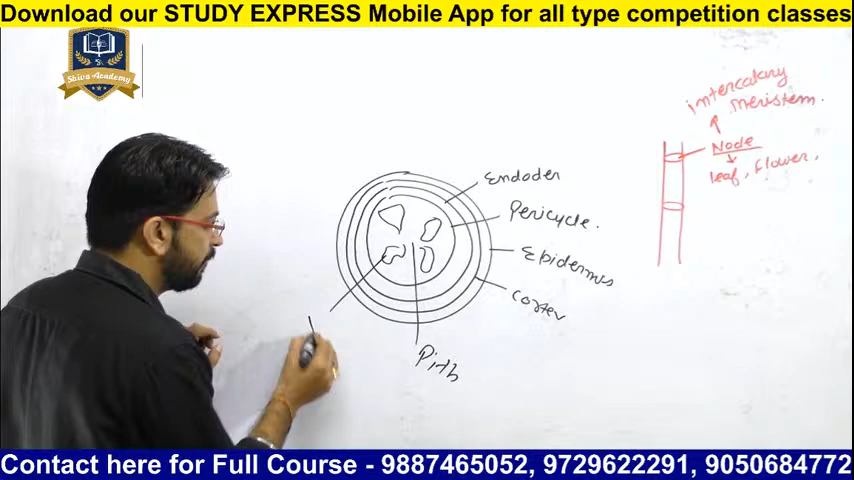 Download our STUDY EXPRESS Mobile App for all type competition classes
Shiva Academy
intercalary
meristem.
Node
leaf, flower,
Endoder
Pericycle.
Epidermis
Cortex
Pith
Contact here for Full Course - 9887465052, 9729622291, 9050684772